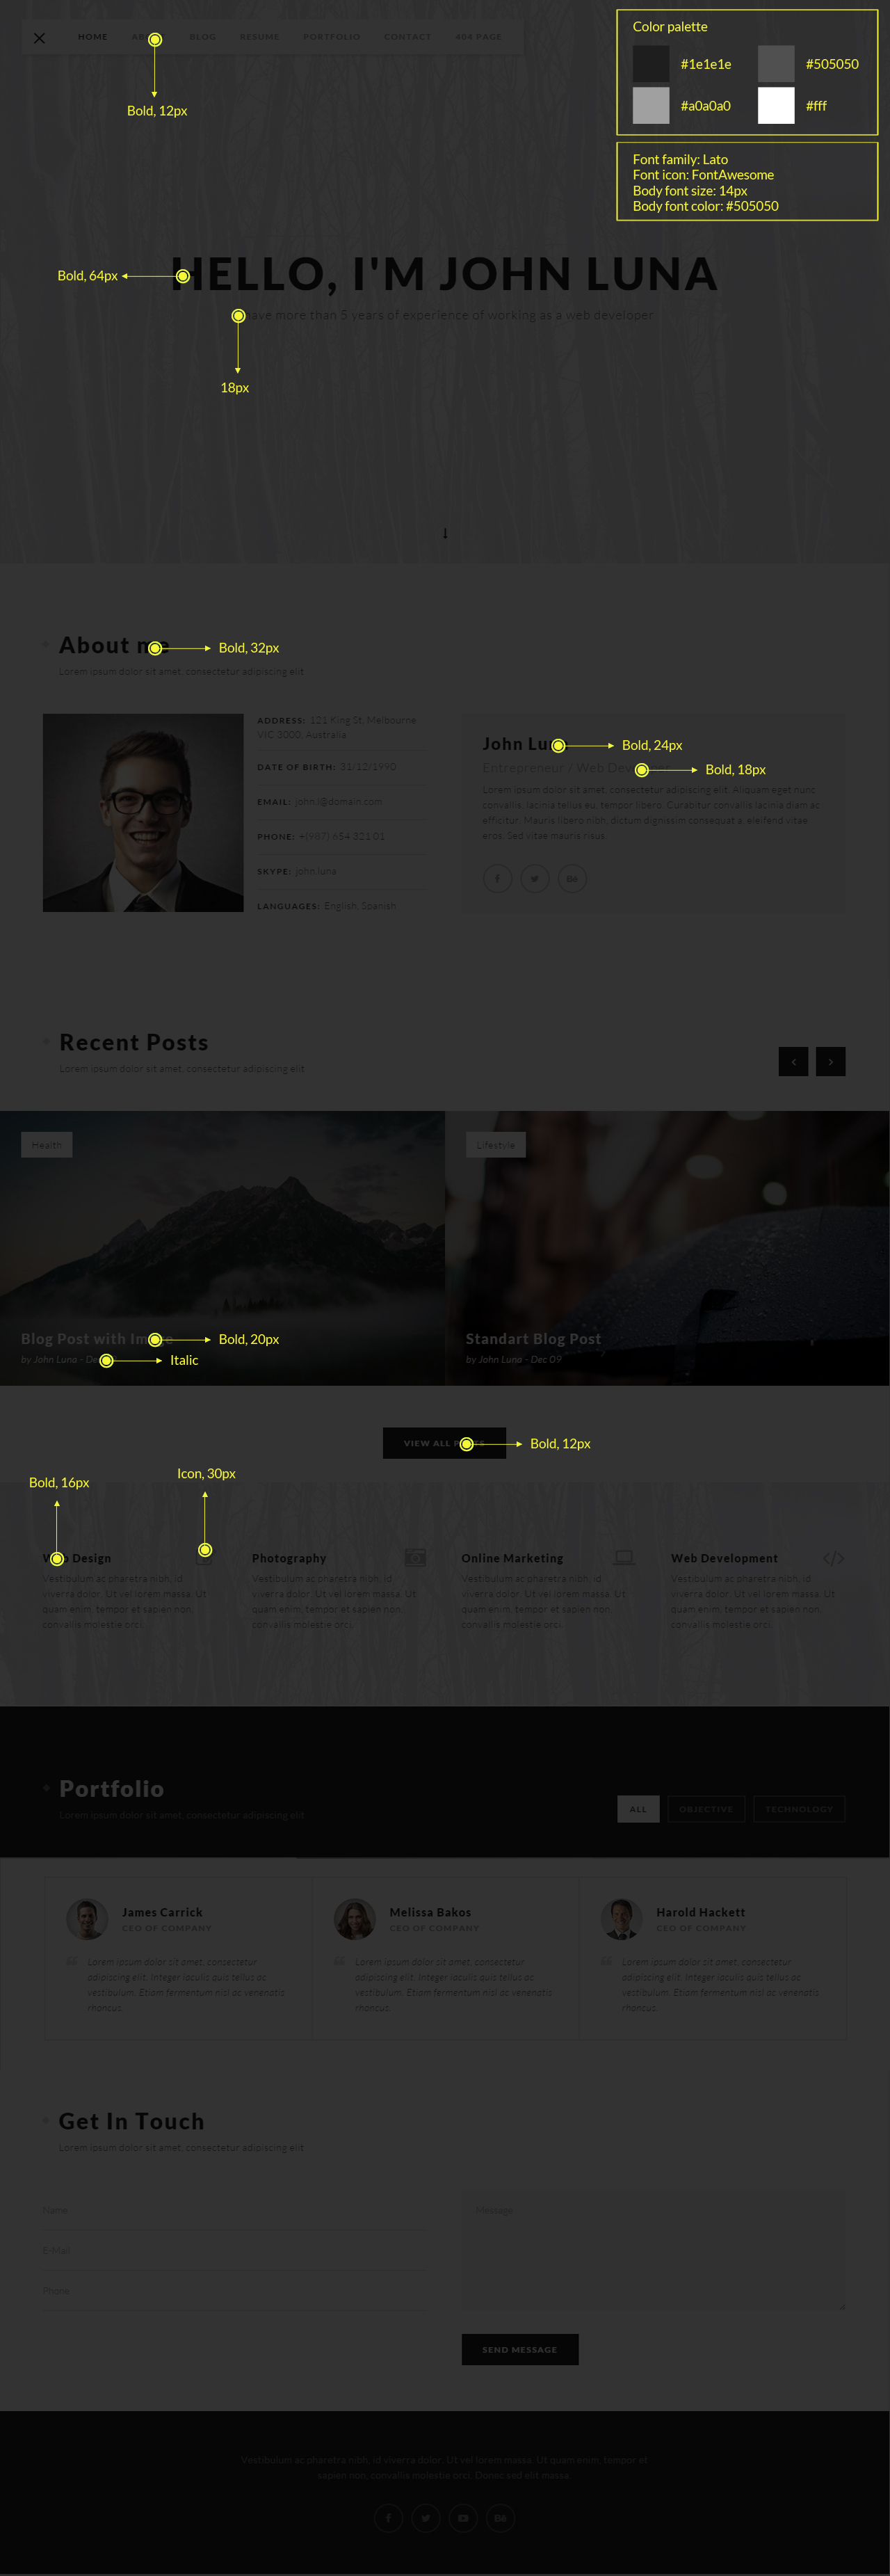 HOME AB BLOG RESUME PORTFOLIO CONTACT 404 PAGE
Bold, 12px
Color palette
#1e1e1e
#505050
#a0a0a0
#fff
Font family: Lato
Font icon: FontAwesome
Body font size: 14px
Body font color: #505050
HELLO, I'M JOHN LUNA
Bold, 64px
ave more than 5 years of experience of working as a web developer
18px
About me
Bold, 32px
Lorem ipsum dolor sit amet, consectetur adipiscing elit
ADDRESS: 121 King St, Melbourne
VIC 3000, Australia
DATE OF BIRTH: 31/12/1990
EMAIL: john.l@domain.com
PHONE: +(987) 654 321 01
SKYPE: john.luna
LANGUAGES: English, Spanish
John Lu
Bold, 24px
Entrepreneur / Web Dev
Bold, 18px
Lorem ipsum dolor sit amet, consectetur adipiscing elit. Aliquam eget nunc
convallis, lacinia tellus eu, tempor libero. Curabitur convallis lacinia diam ac
efficitur. Mauris libero nibh, dictum dignissim consequat a, eleifend vitae
eros. Sed vitae mauris risus.
Recent Posts
Lorem ipsum dolor sit amet, consectetur adipiscing elit
Health
Blog Post with Image
Bold, 20px
by John Luna - De
Italic
Lifestyle
Standart Blog Post
by John Luna - Dec 09
VIEW ALL P TS
Bold, 12px
Bold, 16px
Icon, 30px
Design
Vestibulum ac pharetra nibh, id
viverra dolor. Ut vel lorem massa. Ut
quam enim, tempor et sapien non,
convallis molestie orci.
Photography
Vestibulum ac pharetra nibh, id
viverra dolor. Ut vel lorem massa. Ut
quam enim, tempor et sapien non,
convallis molestie orci.
Online Marketing
Vestibulum ac pharetra nibh, id
viverra dolor. Ut vel lorem massa. Ut
quam enim, tempor et sapien non,
convallis molestie orci.
Web Development
Vestibulum ac pharetra nibh, id
viverra dolor. Ut vel lorem massa. Ut
quam enim, tempor et sapien non,
convallis molestie orci.
Portfolio
Lorem ipsum dolor sit amet, consectetur adipiscing elit
ALL OBJECTIVE TECHNOLOGY
James Carrick
CEO OF COMPANY
Lorem ipsum dolor sit amet, consectetur
adipiscing elit. Integer iaculis quis tellus ac
vestibulum. Etiam fermentum nisl ac venenatis
rhoncus.
Melissa Bakos
CEO OF COMPANY
Lorem ipsum dolor sit amet, consectetur
adipiscing elit. Integer iaculis quis tellus ac
vestibulum. Etiam fermentum nisl ac venenatis
rhoncus.
Harold Hackett
CEO OF COMPANY
Lorem ipsum dolor sit amet, consectetur
adipiscing elit. Integer iaculis quis tellus ac
vestibulum. Etiam fermentum nisl ac venenatis
rhoncus.
Get In Touch
Lorem ipsum dolor sit amet, consectetur adipiscing elit
Name
E-Mail
Phone
Message
SEND MESSAGE
Vestibulum ac pharetra nibh, id viverra dolor. Ut vel lorem massa. Ut quam enim, tempor et
sapien non, convallis molestie orci. Donec sed elit massa.